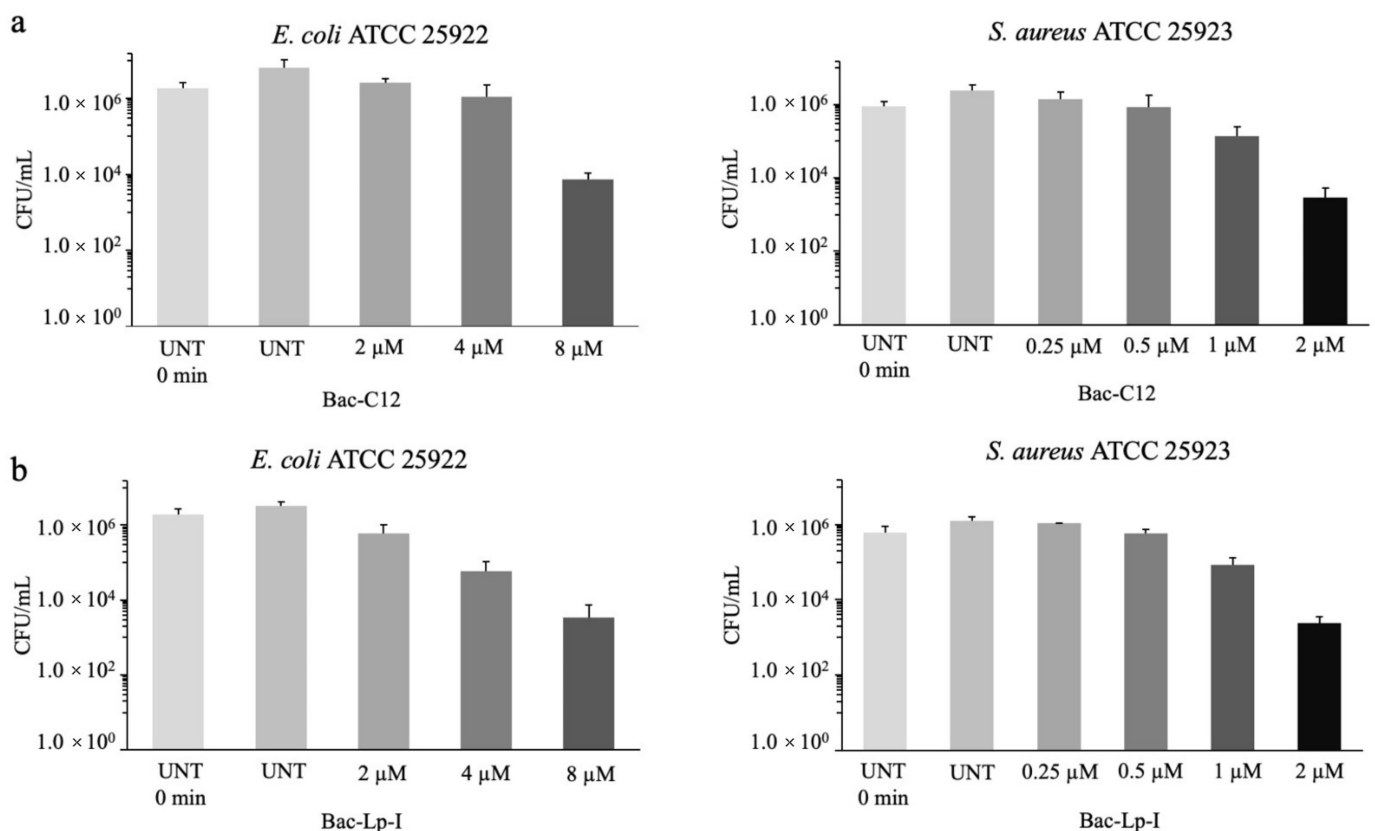 a
E. coli ATCC 25922
CFU/mL
1.0 × 10⁶
1.0 × 10⁴
1.0 × 10²
1.0 × 10⁰
UNT 0 min
UNT
2 µM
4 µM
8 µM
Bac-C12
S. aureus ATCC 25923
CFU/mL
1.0 × 10⁶
1.0 × 10⁴
1.0 × 10²
1.0 × 10⁰
UNT 0 min
UNT
0.25 µM
0.5 µM
1 µM
2 µM
Bac-C12
b
E. coli ATCC 25922
CFU/mL
1.0 × 10⁶
1.0 × 10⁴
1.0 × 10²
1.0 × 10⁰
UNT 0 min
UNT
2 µM
4 µM
8 µM
Bac-Lp-I
S. aureus ATCC 25923
CFU/mL
1.0 × 10⁶
1.0 × 10⁴
1.0 × 10²
1.0 × 10⁰
UNT 0 min
UNT
0.25 µM
0.5 µM
1 µM
2 µM
Bac-Lp-I